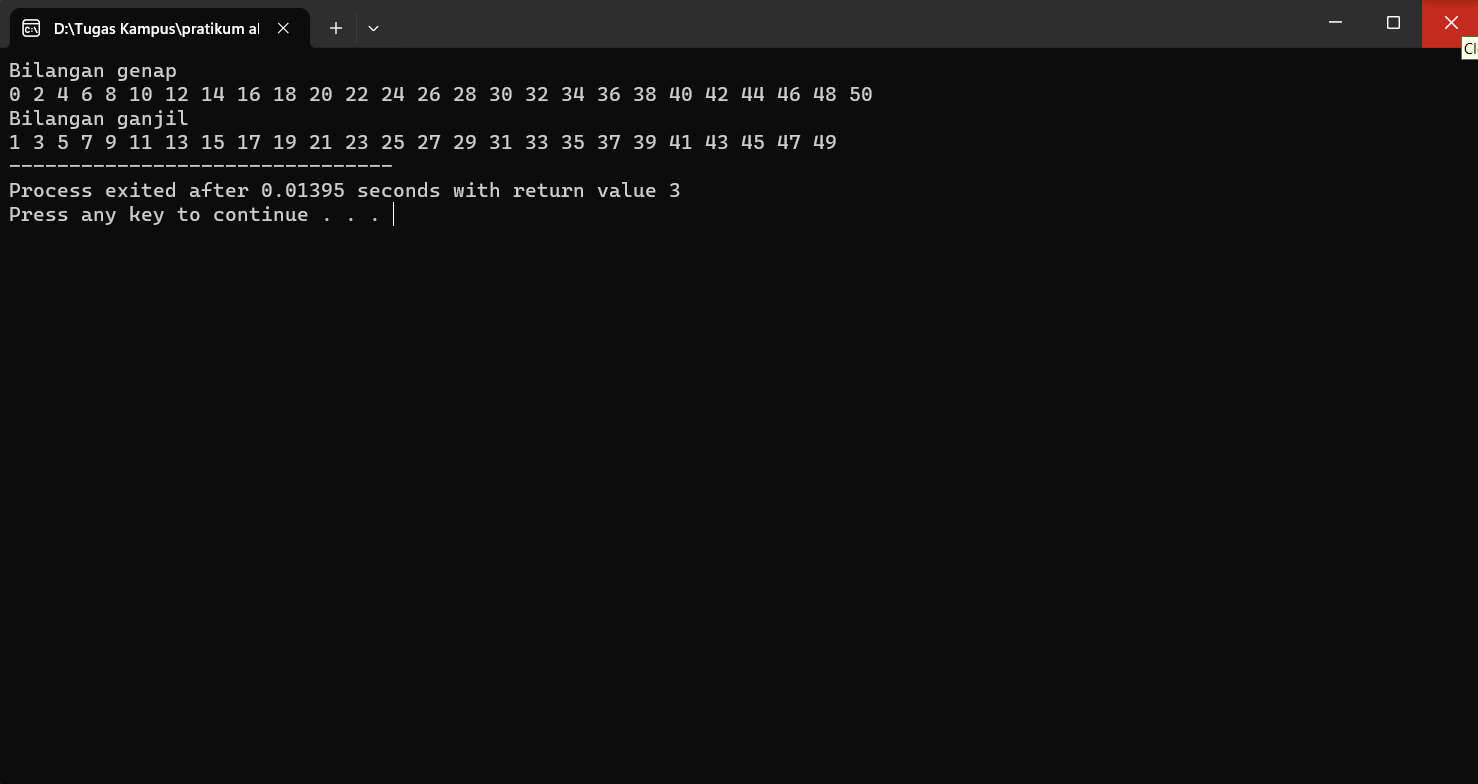 D:\Tugas Kampus\pratikum al
Bilangan genap
0 2 4 6 8 10 12 14 16 18 20 22 24 26 28 30 32 34 36 38 40 42 44 46 48 50
Bilangan ganjil
1 3 5 7 9 11 13 15 17 19 21 23 25 27 29 31 33 35 37 39 41 43 45 47 49
--------------------------------
Process exited after 0.01395 seconds with return value 3
Press any key to continue . . .